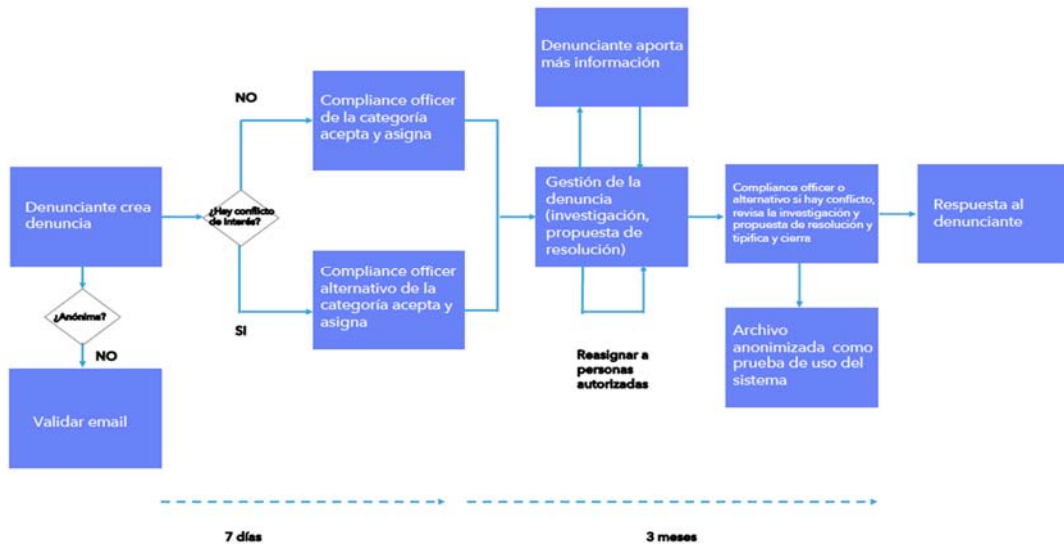 Denunciante crea
denuncia
¿Anónima?
NO
Validar email
¿Hay conflicto
de interés?
NO
SI
Compliance officer
de la categoría
acepta y asigna
Compliance officer
alternativo de la
categoría acepta y
asigna
Denunciante aporta
más información
Gestión de la
denuncia
(investigación,
propuesta de
resolución)
Reasignar a
personas
autorizadas
Compliance officer o
alternativo si hay conflicto,
revisa la investigación y
propuesta de resolución y
tipifica y cierra
Archivo
anonimizada como
prueba de uso del
sistema
Respuesta al
denunciante
7 días
3 meses